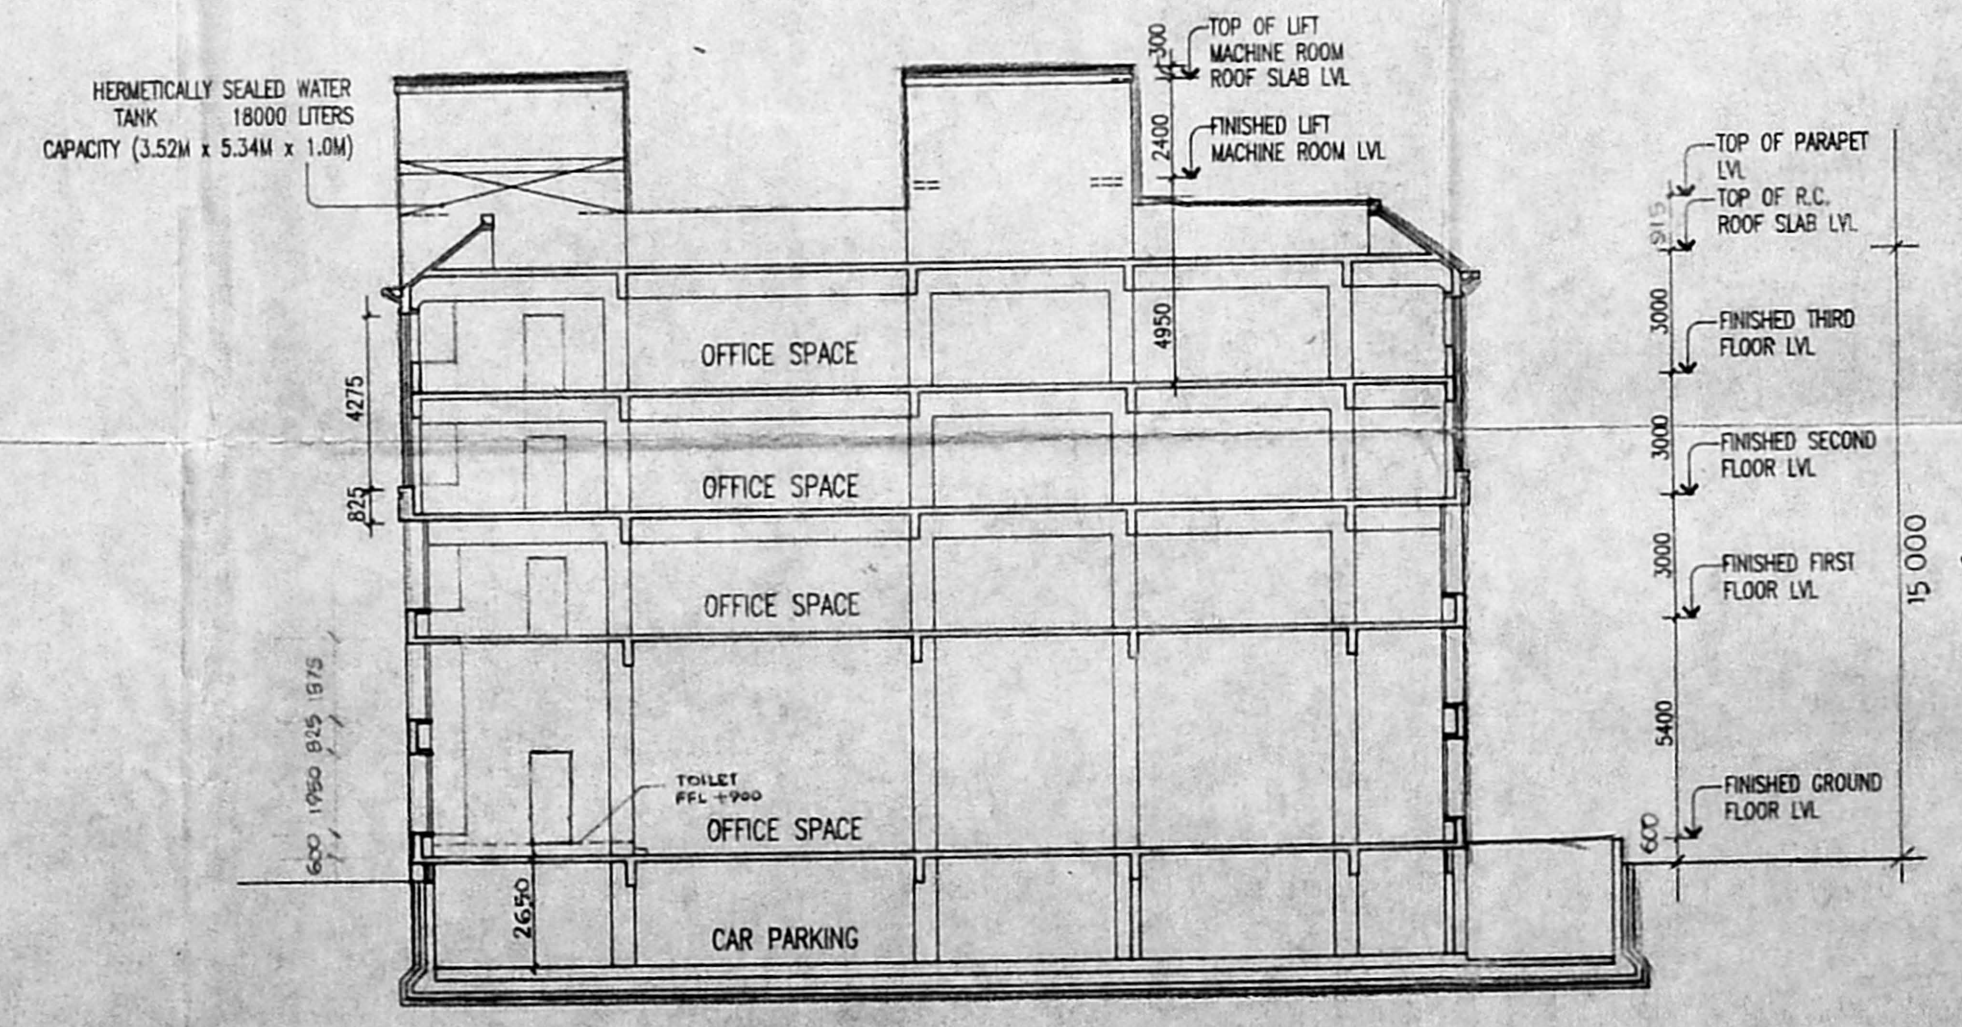 HERMETICALLY SEALED WATER
TANK 18000 LITERS
CAPACITY (3.52M x 5.34M x 1.0M)
300
TOP OF LIFT
MACHINE ROOM
ROOF SLAB LVL
2400
FINISHED LIFT
MACHINE ROOM LVL
TOP OF PARAPET
LVL
915
TOP OF R.C.
ROOF SLAB LVL
4950
3000
FINISHED THIRD
FLOOR LVL
OFFICE SPACE
4275
3000
FINISHED SECOND
FLOOR LVL
OFFICE SPACE
825
3000
FINISHED FIRST
FLOOR LVL
15 000
OFFICE SPACE
600 1950 825 1875
5400
TOILET
FFL +900
FINISHED GROUND
FLOOR LVL
OFFICE SPACE
600
2650
CAR PARKING